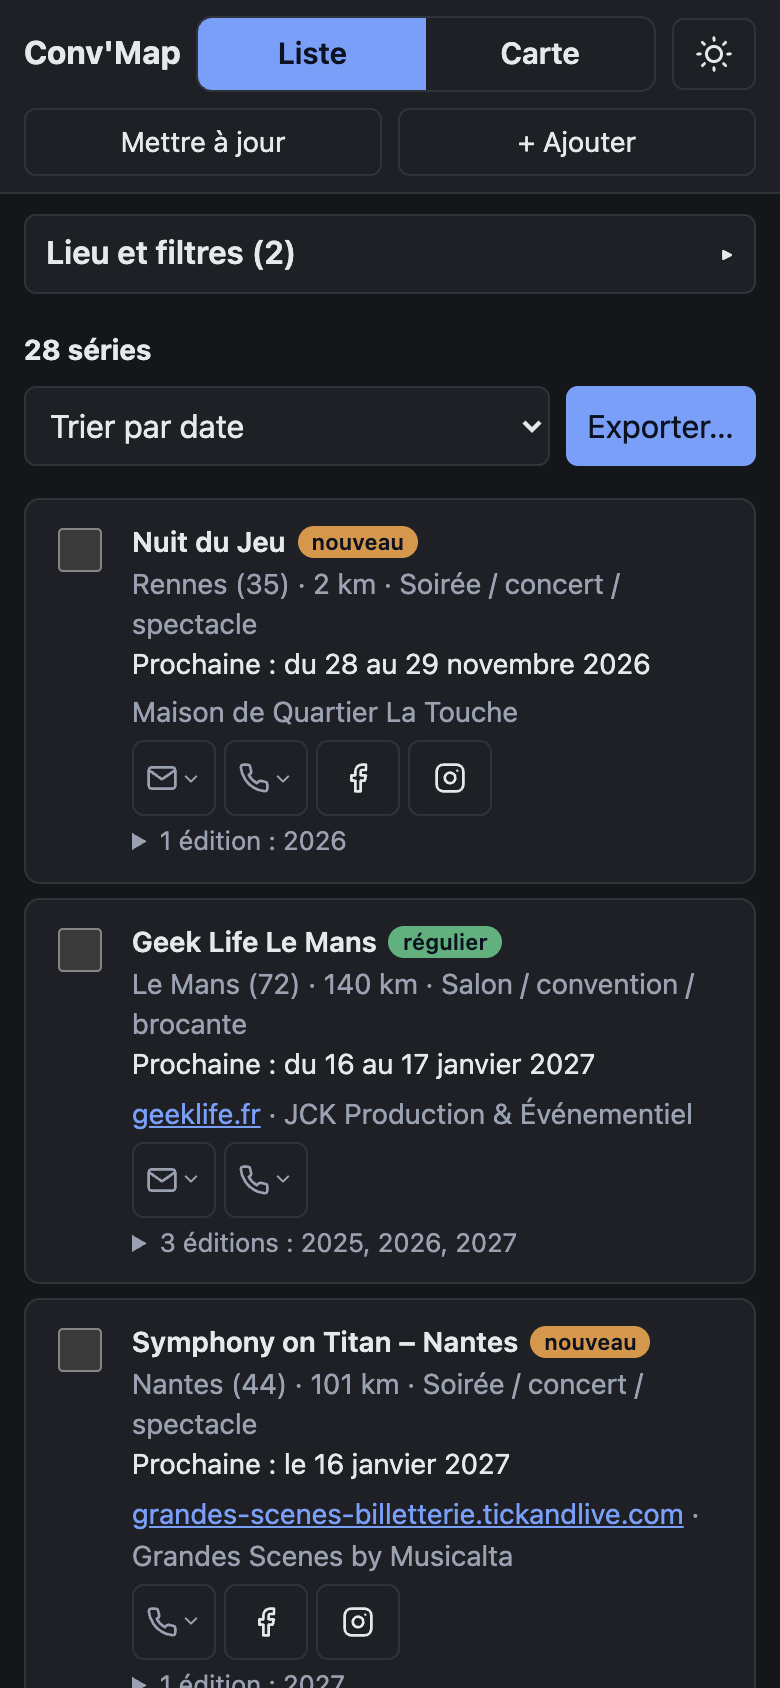 Conv'Map
Liste
Carte
Mettre à jour
+ Ajouter
Lieu et filtres (2)
28 séries
Trier par date
Exporter...
Nuit du Jeu nouveau
Rennes (35) · 2 km · Soirée / concert /
spectacle
Prochaine : du 28 au 29 novembre 2026
Maison de Quartier La Touche
1 édition : 2026
Geek Life Le Mans régulier
Le Mans (72) · 140 km · Salon / convention /
brocante
Prochaine : du 16 au 17 janvier 2027
geeklife.fr · JCK Production & Événementiel
3 éditions : 2025, 2026, 2027
Symphony on Titan – Nantes nouveau
Nantes (44) · 101 km · Soirée / concert /
spectacle
Prochaine : le 16 janvier 2027
grandes-scenes-billetterie.tickandlive.com ·
Grandes Scenes by Musicalta
1 édition : 2027